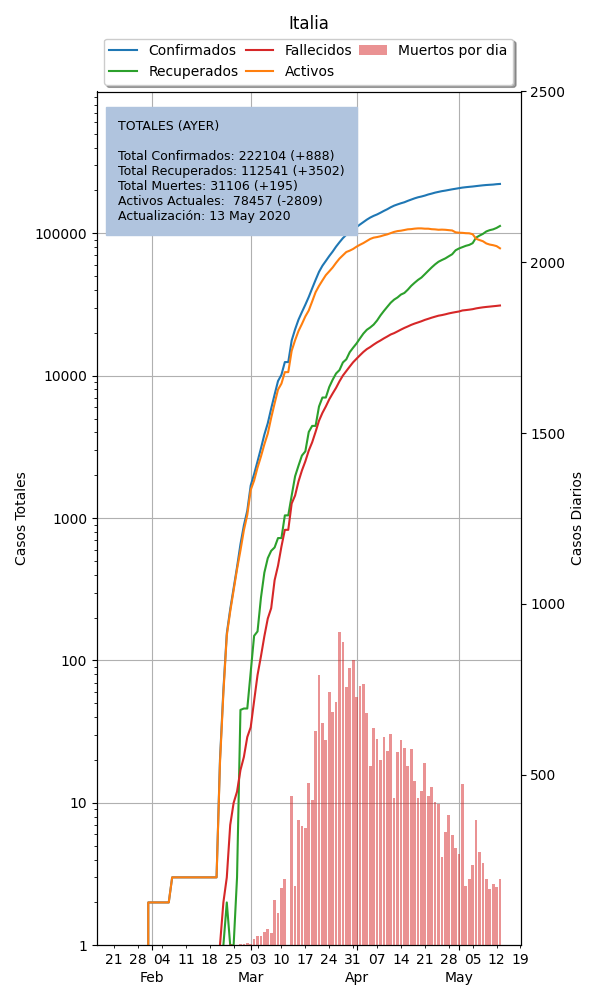 Italia
Confirmados
Recuperados
Fallecidos
Activos
Muertos por dia
TOTALES (AYER)
Total Confirmados: 222104 (+888)
Total Recuperados: 112541 (+3502)
Total Muertes: 31106 (+195)
Activos Actuales:  78457 (-2809)
Actualización: 13 May 2020
Casos Totales
100000
10000
1000
100
10
1
Casos Diarios
2500
2000
1500
1000
500
21 28 04 11 18 25 03 10 17 24 31 07 14 21 28 05 12 19
Feb Mar Apr May